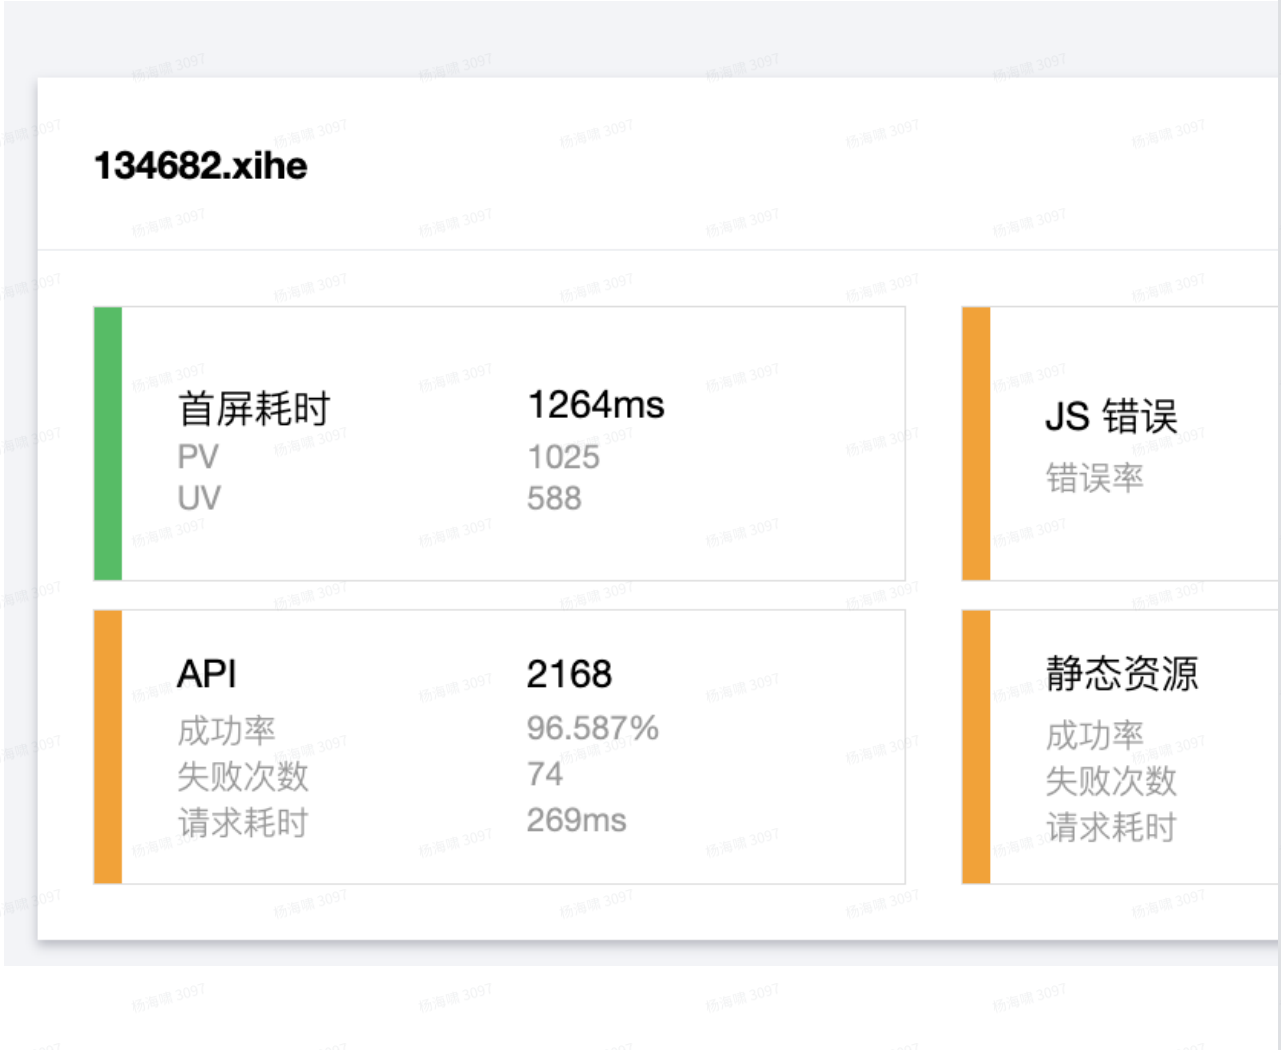 134682.xihe
首屏耗时 1264ms
PV 1025
UV 588
JS 错误
错误率
API 2168
成功率 96.587%
失败次数 74
请求耗时 269ms
静态资源
成功率
失败次数
请求耗时